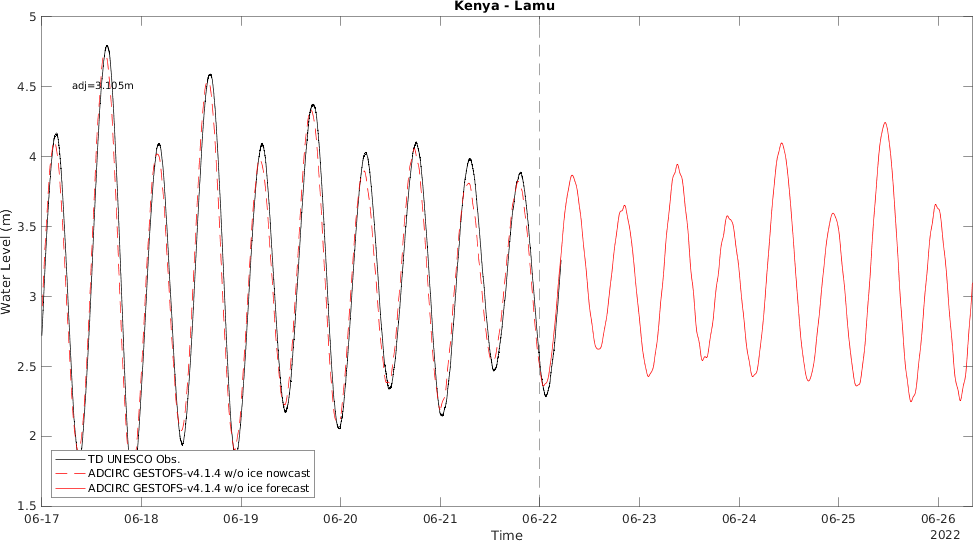 Kenya - Lamu
5
4.5
4
3.5
3
2.5
2
1.5
Water Level (m)
adj=3.105m
TD UNESCO Obs.
ADCIRC GESTOFS-v4.1.4 w/o ice nowcast
ADCIRC GESTOFS-v4.1.4 w/o ice forecast
06-17 06-18 06-19 06-20 06-21 06-22 06-23 06-24 06-25 06-26
2022
Time